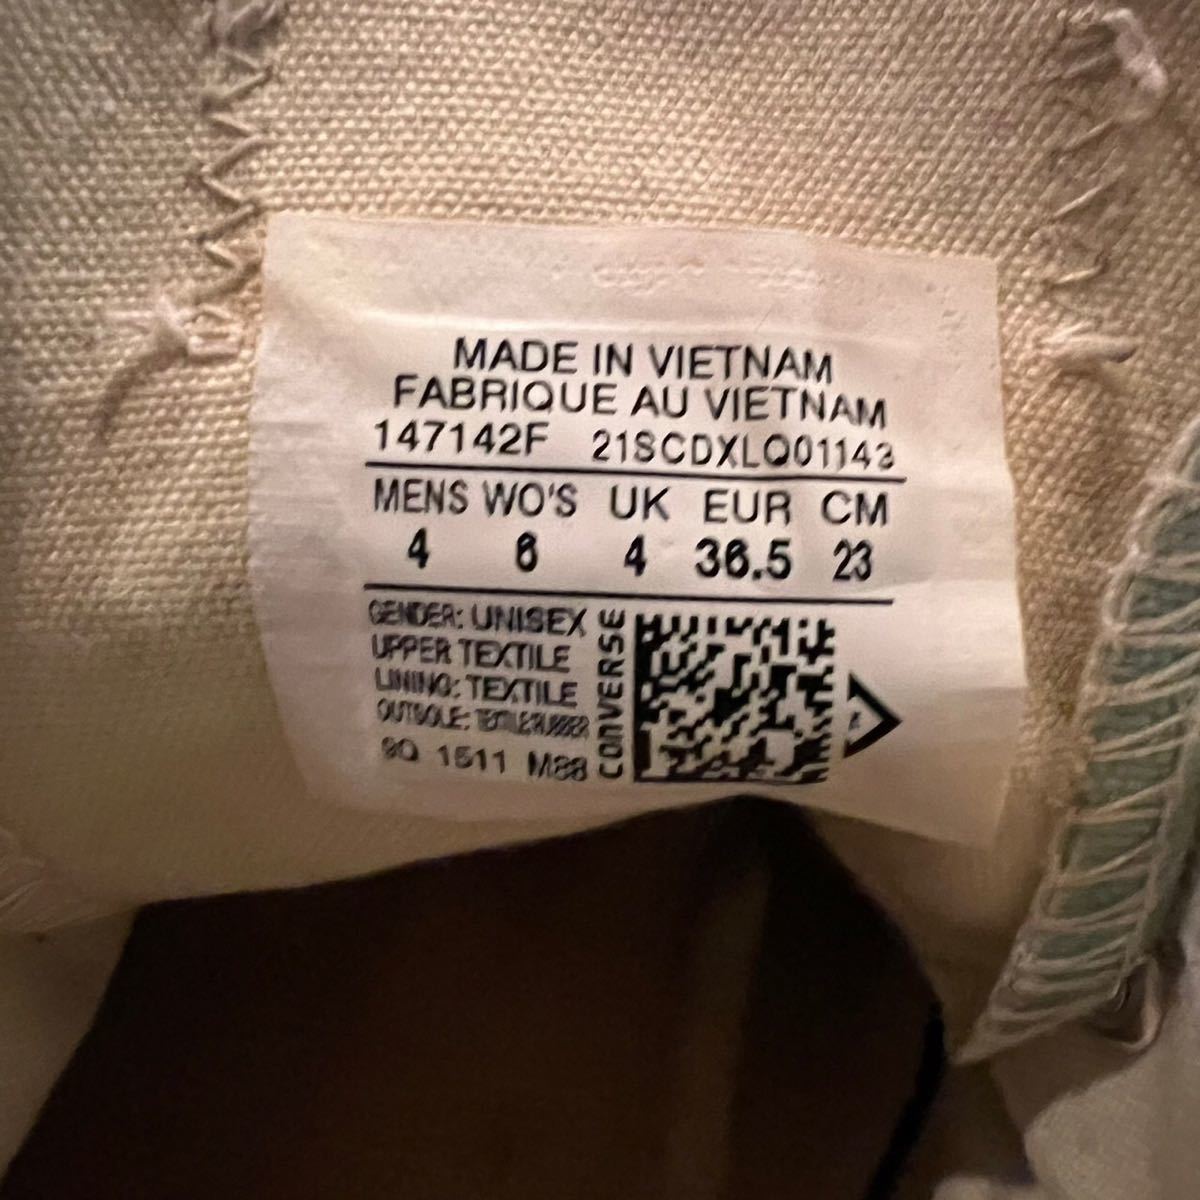 MADE IN VIETNAM
FABRIQUE AU VIETNAM
147142F 21SCDXLQ01143
MENS WO'S UK EUR CM
4 6 4 36.5 23
GENDER: UNISEX
UPPER TEXTILE
LINING: TEXTILE
OUTSOLE: TEXTILE/RUBBER
9Q 1511 M88
CONVERSE